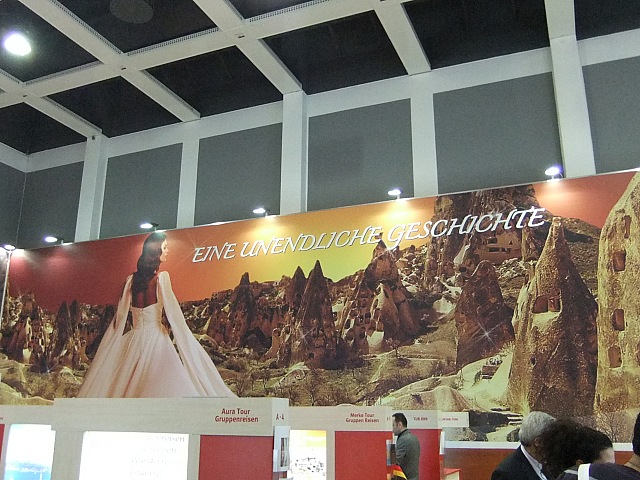 EINE UNENDLICHE GESCHICHTE
Aura Tour
Gruppenreisen
A-A
Merke Tour
Gruppen Reisen